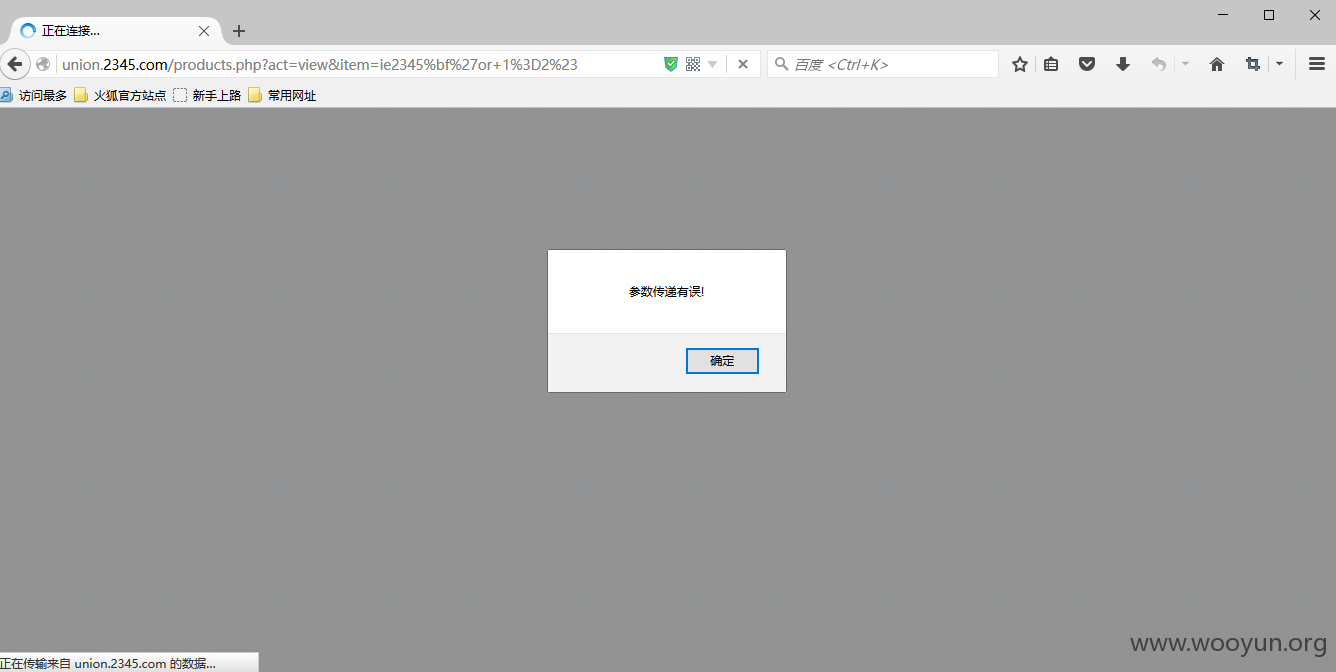 正在连接...
union.2345.com/products.php?act=view&item=ie2345%bf%27or+1%3D2%23
百度 <Ctrl+K>
访问最多 火狐官方站点 新手上路 常用网址
参数传递有误!
确定
www.wooyun.org
正在传输来自 union.2345.com 的数据...